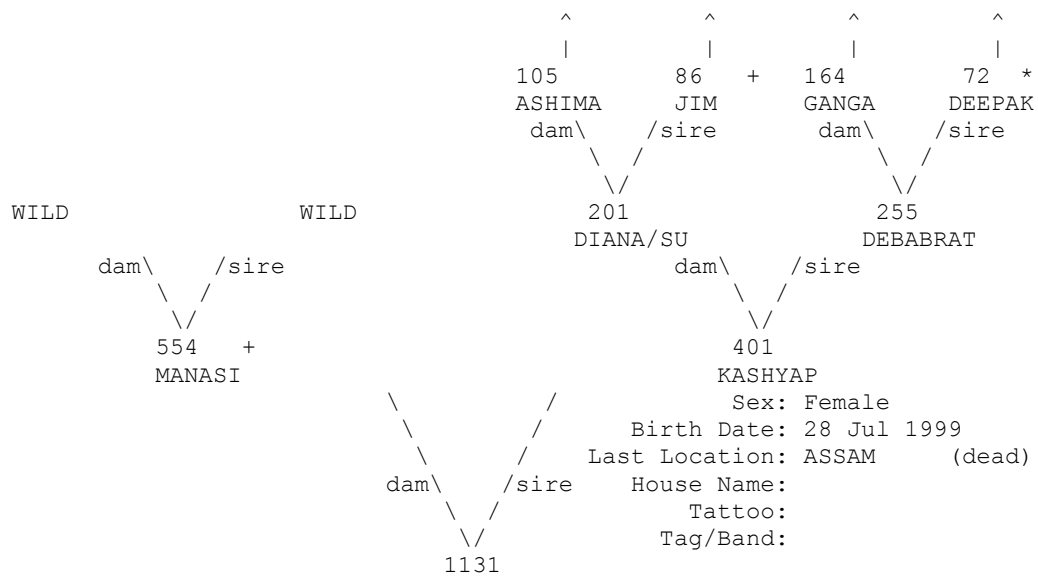 ^ ^ ^ ^
| | | |
105 86 + 164 72 *
ASHIMA JIM GANGA DEEPAK
dam\ /sire dam\ /sire
\ / \ /
\/ \/
WILD WILD 201 255
DIANA/SU DEBABRAT
dam\ /sire dam\ /sire
\ / \ /
\/ \/
554 + 401
MANASI KASHYAP
\ / Sex: Female
\ / Birth Date: 28 Jul 1999
\ / Last Location: ASSAM (dead)
dam\ /sire House Name:
\ / Tattoo:
\/ Tag/Band:
1131